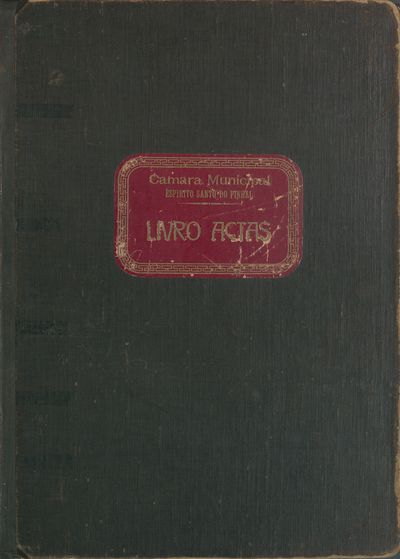 Camara Municipal
ESPIRITO SANTO DO PINHAL
LIVRO ACTAS